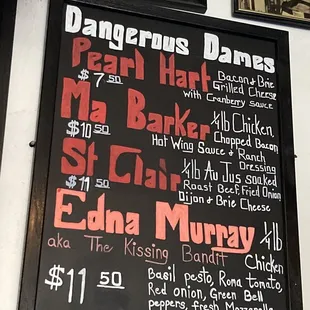 Dangerous Dames
Pearl Hart Bacon & Brie
$7.50 Grilled Cheese
with Cranberry Sauce
Ma Barker 1/4lb Chicken
$10.50 Chopped Bacon
Hot Wing Sauce & Ranch
Dressing
St Clair 1/4lb Au Jus soaked
$11.50 Roast Beef, Fried Onion
Dijon & Brie Cheese
Edna Murray 1/4lb
aka The Kissing Bandit Chicken
$11.50 Basil pesto, Roma tomato,
Red onion, Green Bell
peppers, fresh Mozzarella